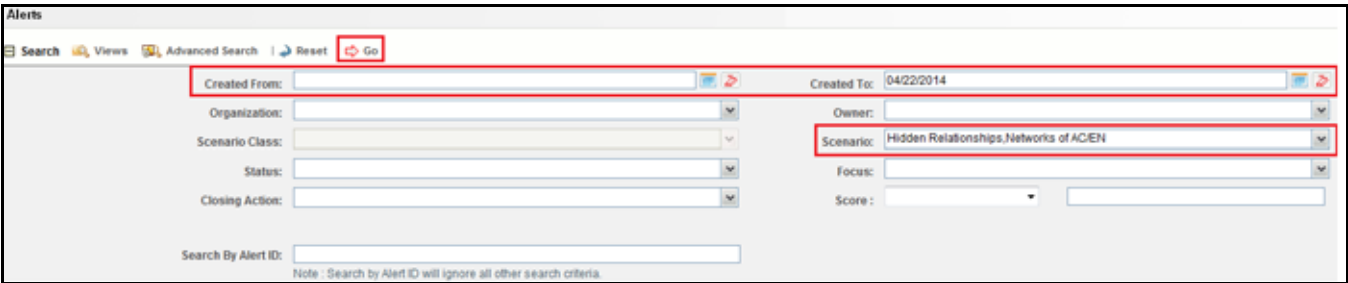 Alerts
Search Views Advanced Search | Reset Go
Created From: Created To: 04/22/2014
Organization: Owner:
Scenario Class: Scenario: Hidden Relationships,Networks of AC/EN
Status: Focus:
Closing Action: Score :
Search By Alert ID:
Note : Search by Alert ID will ignore all other search criteria.